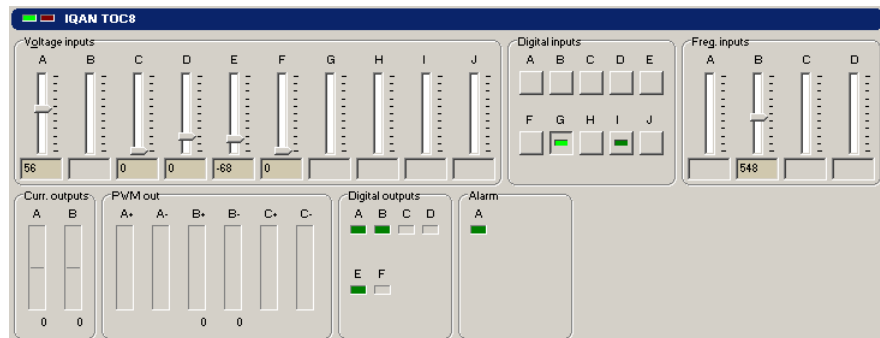 IQAN TOC8
Voltage inputs Digital inputs Freq. inputs
A B C D E F G H I J A B C D E A B C D
F G H I J
56 0 0 -68 0 548
Curr. outputs PWM out Digital outputs Alarm
A B A+ A- B+ B- C+ C- A B C D A
E F
0 0 0 0